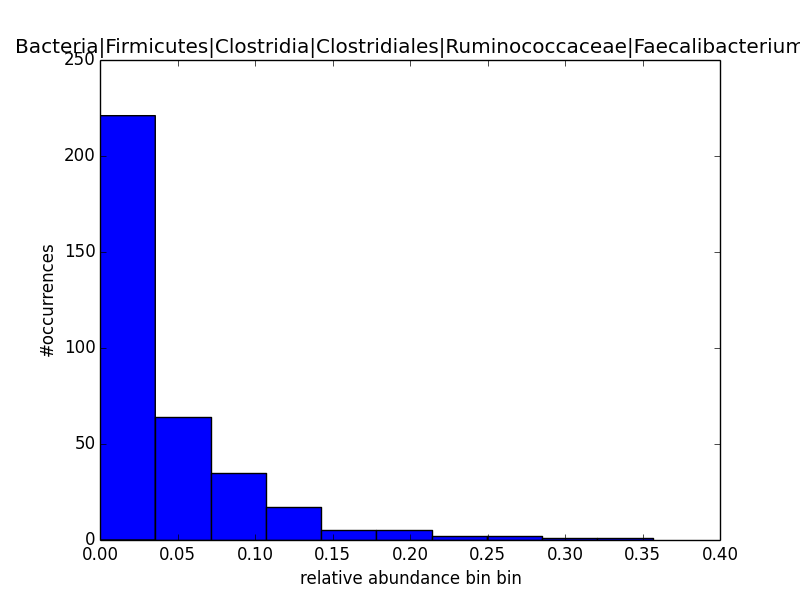 Bacteria|Firmicutes|Clostridia|Clostridiales|Ruminococcaceae|Faecalibacterium
250
200
150
100
50
0
#occurrences
0.00 0.05 0.10 0.15 0.20 0.25 0.30 0.35 0.40
relative abundance bin bin